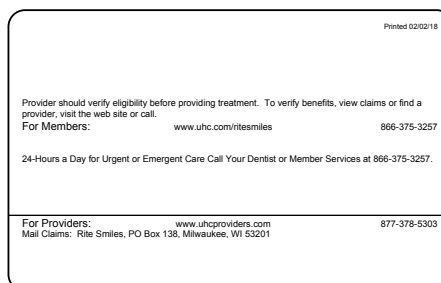 Printed 02/02/18
Provider should verify eligibility before providing treatment. To verify benefits, view claims or find a
provider, visit the web site or call.
For Members: www.uhc.com/ritesmiles 866-375-3257
24-Hours a Day for Urgent or Emergent Care Call Your Dentist or Member Services at 866-375-3257.
For Providers: www.uhcproviders.com 877-378-5303
Mail Claims: Rite Smiles, PO Box 138, Milwaukee, WI 53201